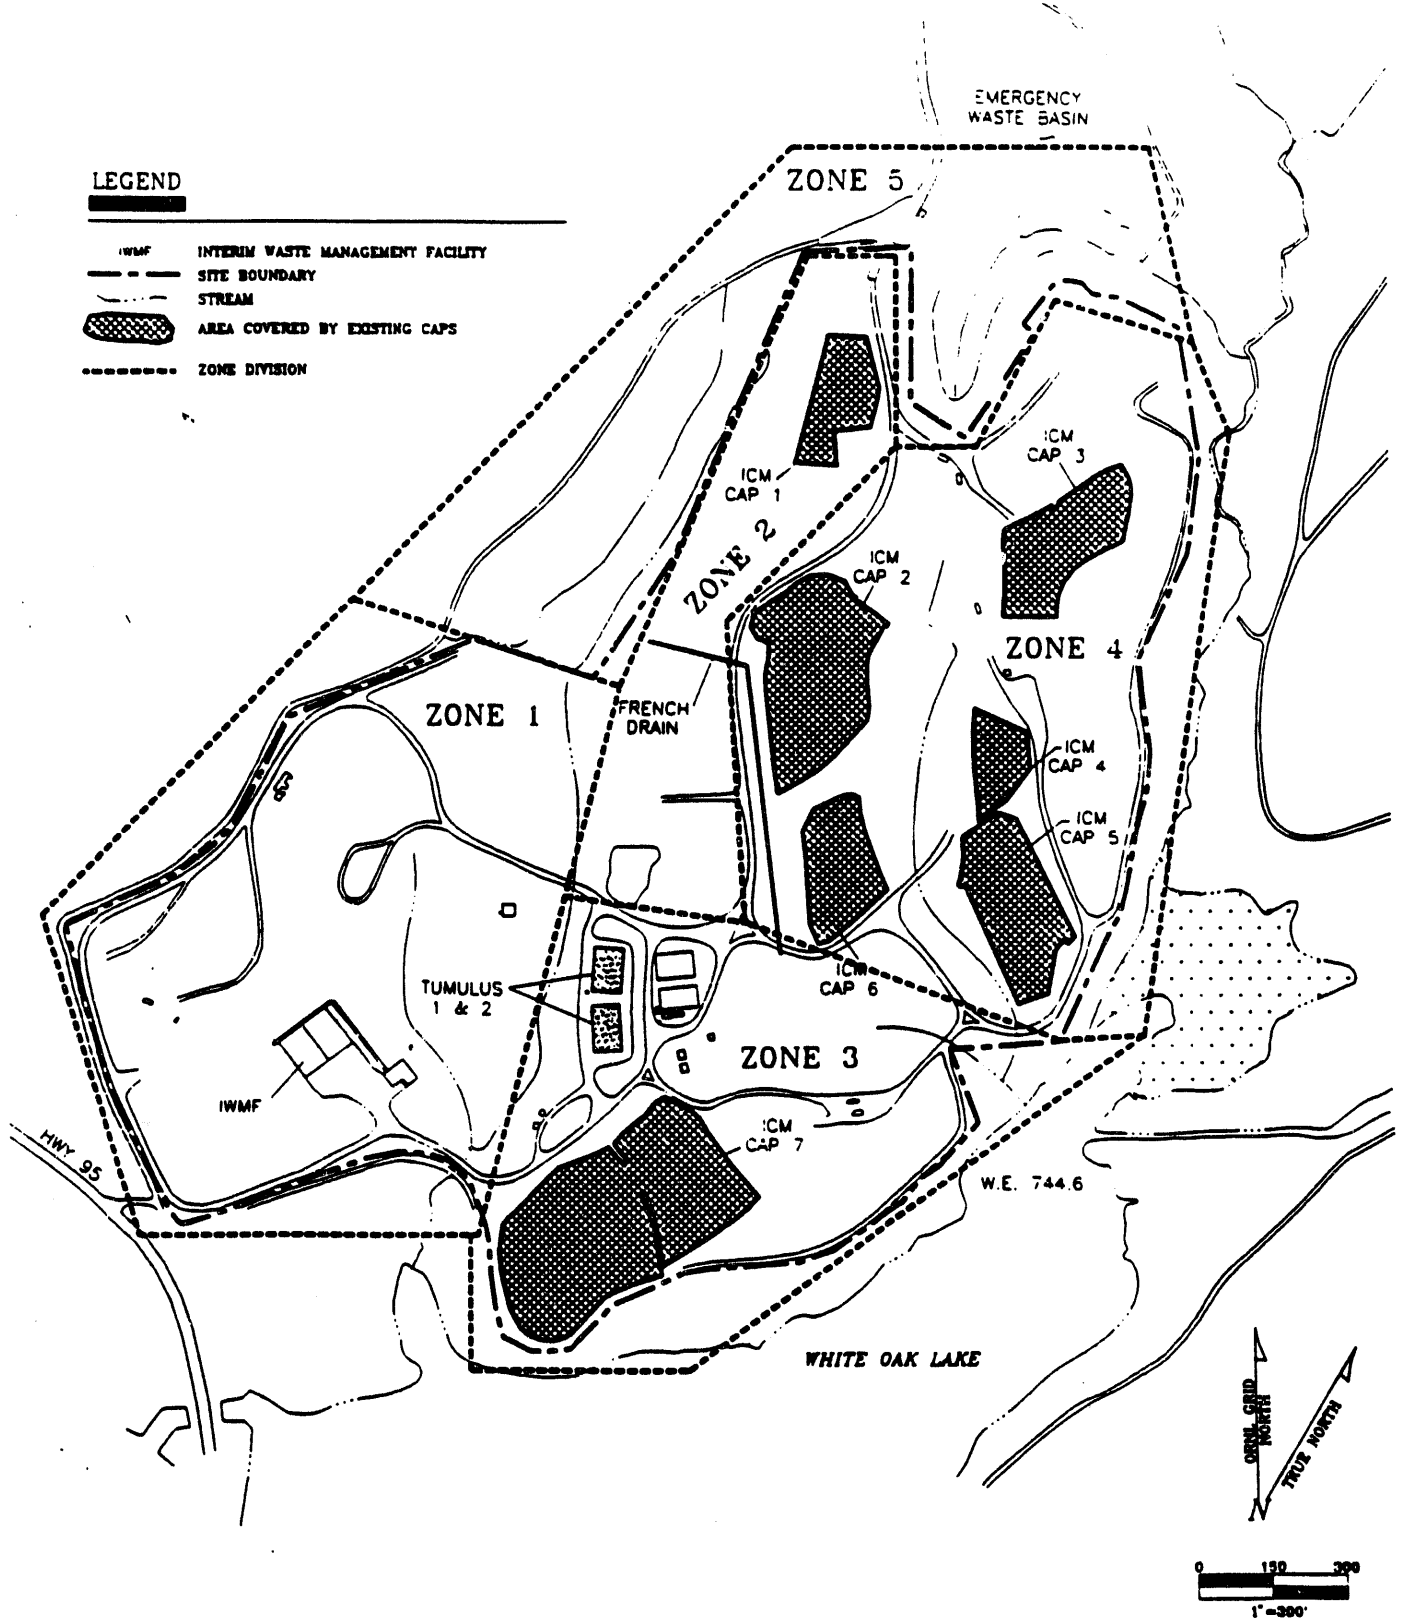 EMERGENCY
WASTE BASIN
ZONE 5
LEGEND
IWMF INTERIM WASTE MANAGEMENT FACILITY
SITE BOUNDARY
STREAM
AREA COVERED BY EXISTING CAPS
ZONE DIVISION
ICM
CAP 1
ICM
CAP 3
ZONE 2
ICM
CAP 2
ZONE 4
ZONE 1
FRENCH
DRAIN
ICM
CAP 4
ICM
CAP 5
TUMULUS
1 & 2
ICM
CAP 6
ZONE 3
IWMF
HWY 95
ICM
CAP 7
W.E. 744.6
WHITE OAK LAKE
ORNL GRID
NORTH
TRUE NORTH
N
0 150 300
1"=300'